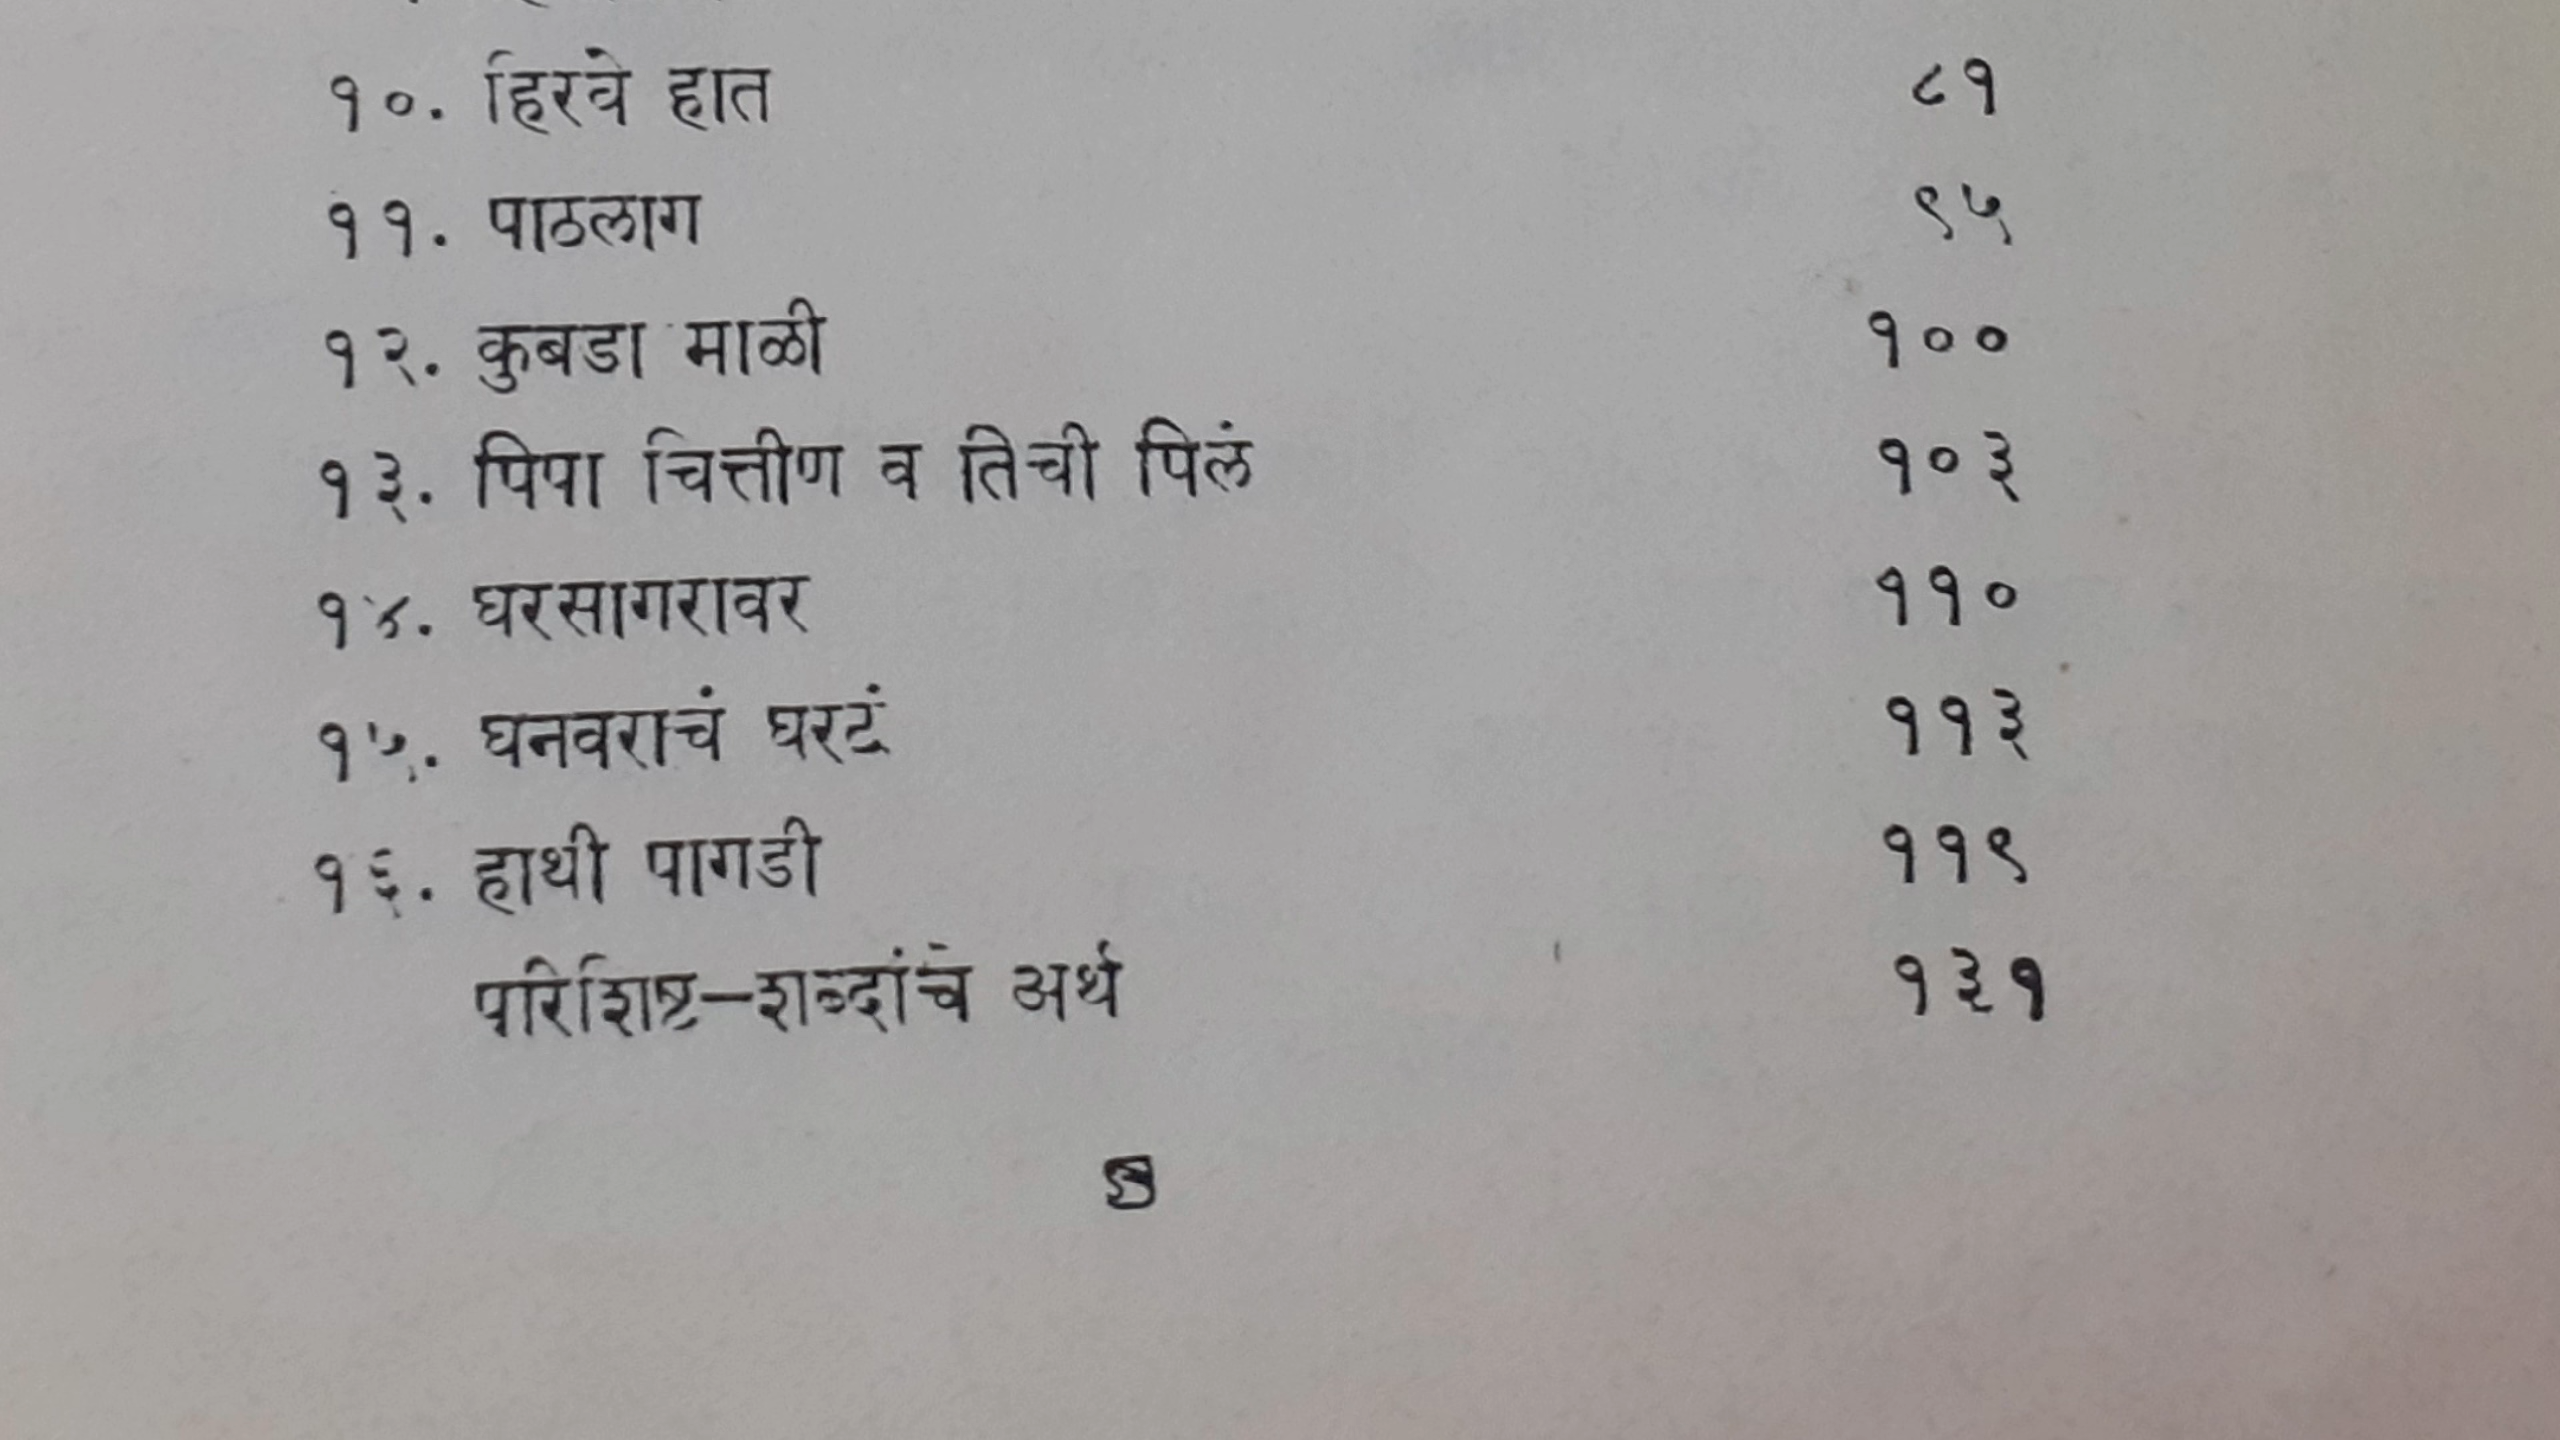 १०. हिरवे हात ८१
११. पाठलाग ९५
१२. कुबडा माळी १००
१३. पिपा चित्तीण व तिची पिलं १०३
१४. घरसागरावर ११०
१५. घनवराचं घरटं ११३
१६. हाथी पागडी ११९
परिशिष्ट–शब्दांचे अर्थ १३१